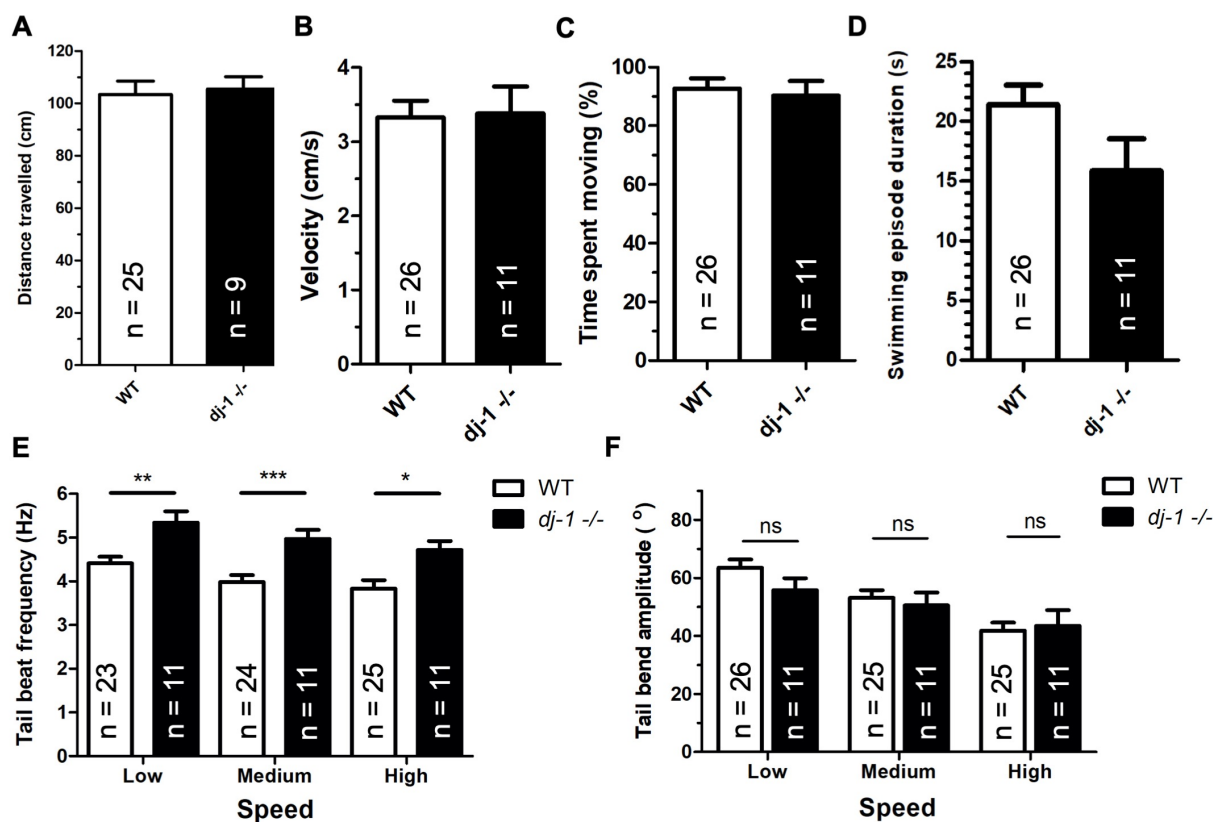 A
Distance travelled (cm)
120
100
80
60
40
20
0
n = 25
n = 9
WT
dj-1 -/-
B
Velocity (cm/s)
4
3
2
1
0
n = 26
n = 11
WT
dj-1 -/-
C
Time spent moving (%)
100
80
60
40
20
0
n = 26
n = 11
WT
dj-1 -/-
D
Swimming episode duration (s)
25
20
15
10
5
0
n = 26
n = 11
WT
dj-1 -/-
E
Tail beat frequency (Hz)
6
5
4
3
2
1
0
**
***
*
n = 23
n = 11
n = 24
n = 11
n = 25
n = 11
Low
Medium
High
Speed
WT
dj-1 -/-
F
Tail bend amplitude ( °)
80
60
40
20
0
ns
ns
ns
n = 26
n = 11
n = 25
n = 11
n = 25
n = 11
Low
Medium
High
Speed
WT
dj-1 -/-